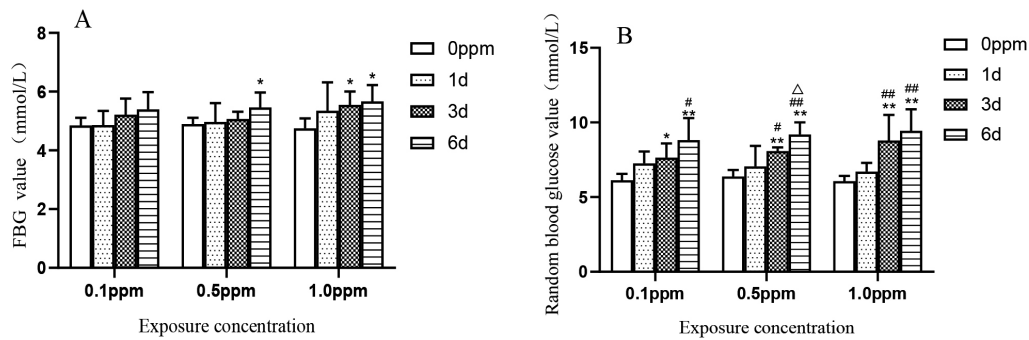 A
FBG value (mmol/L)
8
6
4
2
0
* * *
0.1ppm 0.5ppm 1.0ppm
Exposure concentration
0ppm
1d
3d
6d
B
Random blood glucose value (mmol/L)
15
10
5
0
*
#
**
#
**
△
##
**
##
**
##
**
0.1ppm 0.5ppm 1.0ppm
Exposure concentration
0ppm
1d
3d
6d